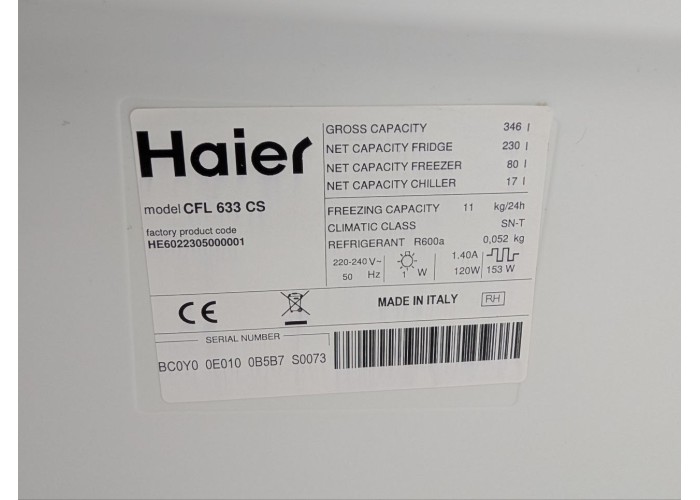 Haier
model CFL 633 CS
factory product code
HE6022305000001
GROSS CAPACITY 346 l
NET CAPACITY FRIDGE 230 l
NET CAPACITY FREEZER 80 l
NET CAPACITY CHILLER 17 l
FREEZING CAPACITY 11 kg/24h
CLIMATIC CLASS SN-T
REFRIGERANT R600a 0,052 kg
220-240 V~ 1.40A
50 Hz 1 W 120W 153 W
CE
MADE IN ITALY RH
SERIAL NUMBER
BC0Y0 0E010 0B5B7 S0073